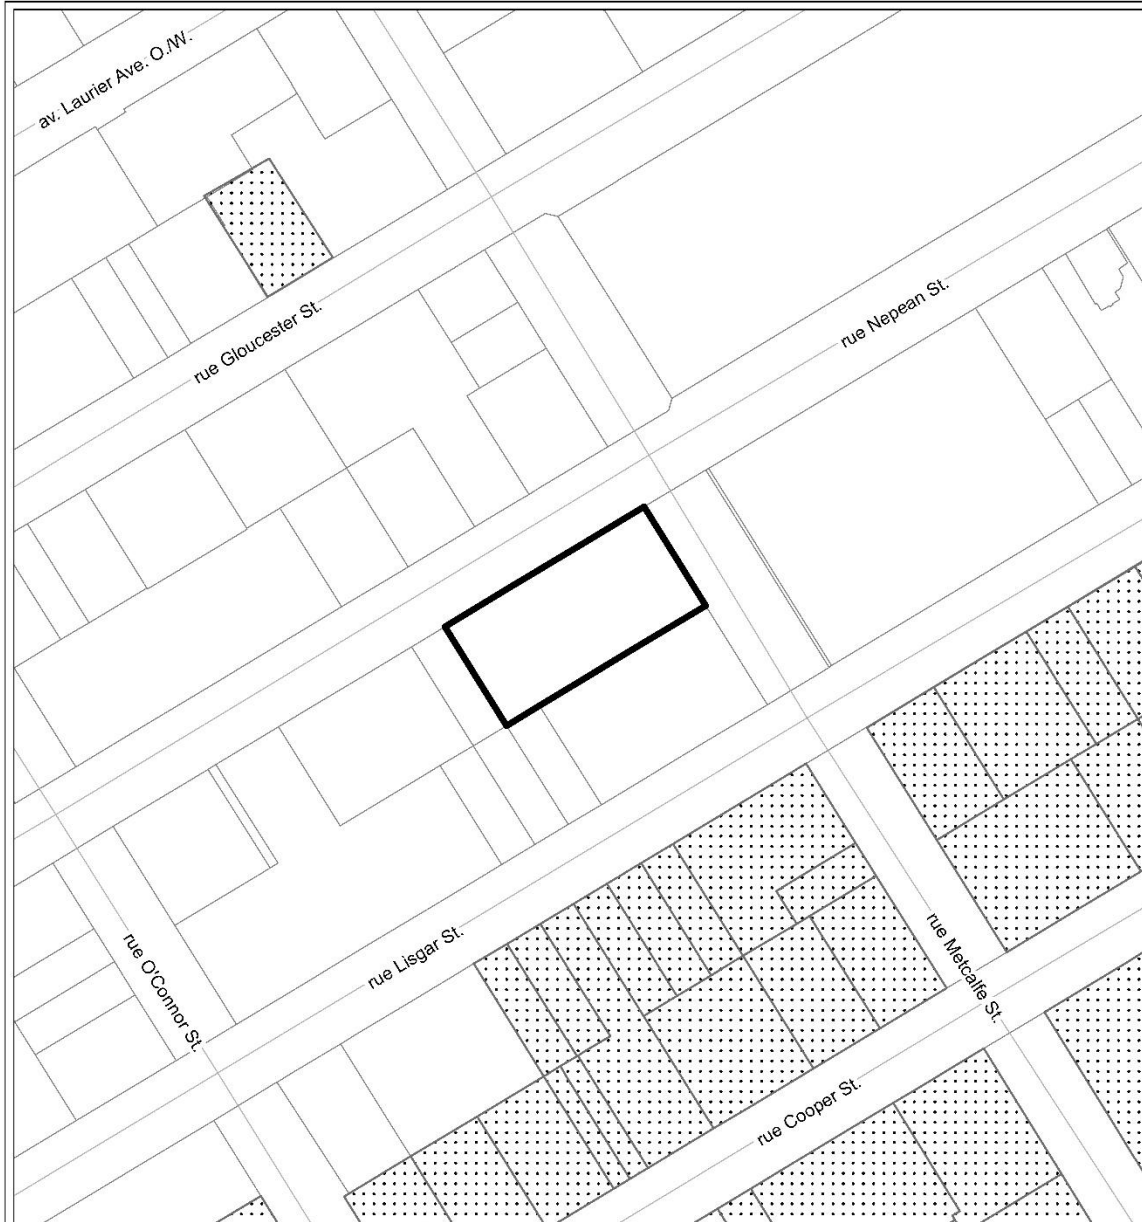 av. Laurier Ave. O./W.
rue Gloucester St.
rue Nepean St.
rue O'Connor St.
rue Lisgar St.
rue Metcalfe St.
rue Cooper St.